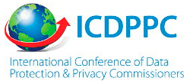 ICDPPC
International Conference of Data
Protection & Privacy Commissioners